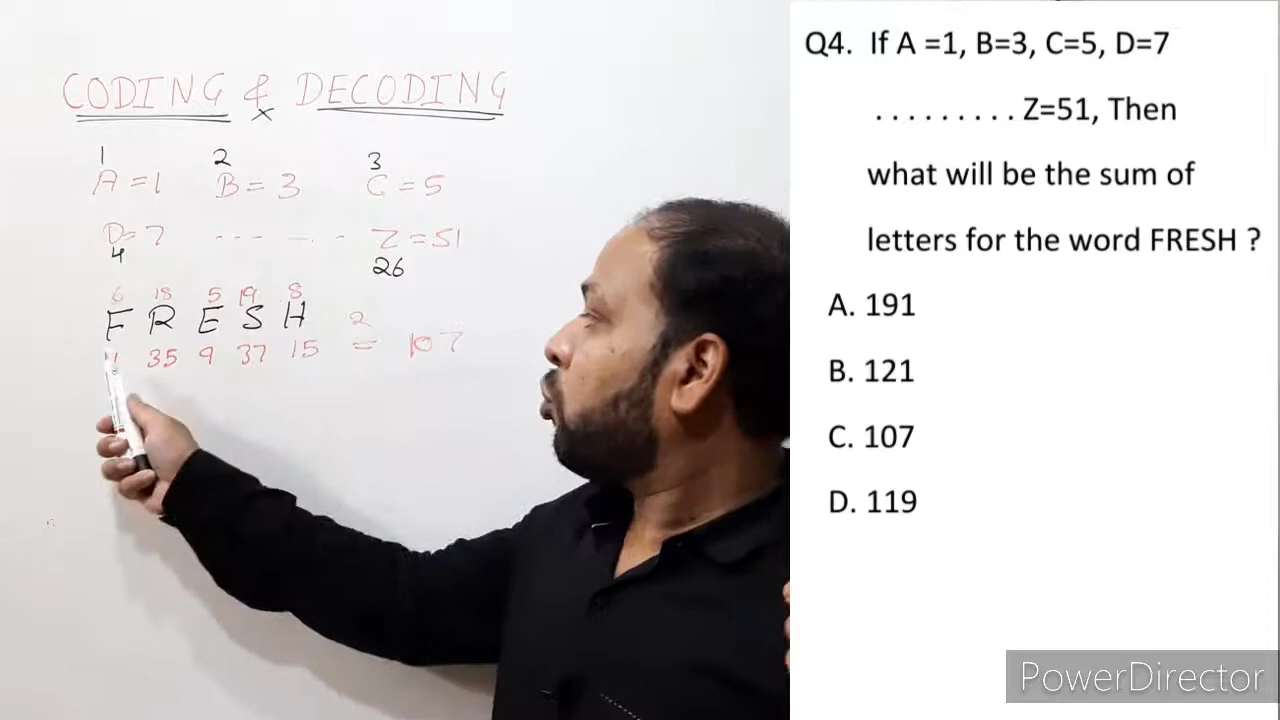 CODING & DECODING
x
1 2 3
A = 1 B = 3 C = 5
D = 7 --- -- . - Z = 51
4 26
6 18 5 19 8
F R E S H 2
1 35 9 37 15 = 107
Q4. If A =1, B=3, C=5, D=7
. . . . . . . . . Z=51, Then
what will be the sum of
letters for the word FRESH ?
A. 191
B. 121
C. 107
D. 119
PowerDirector